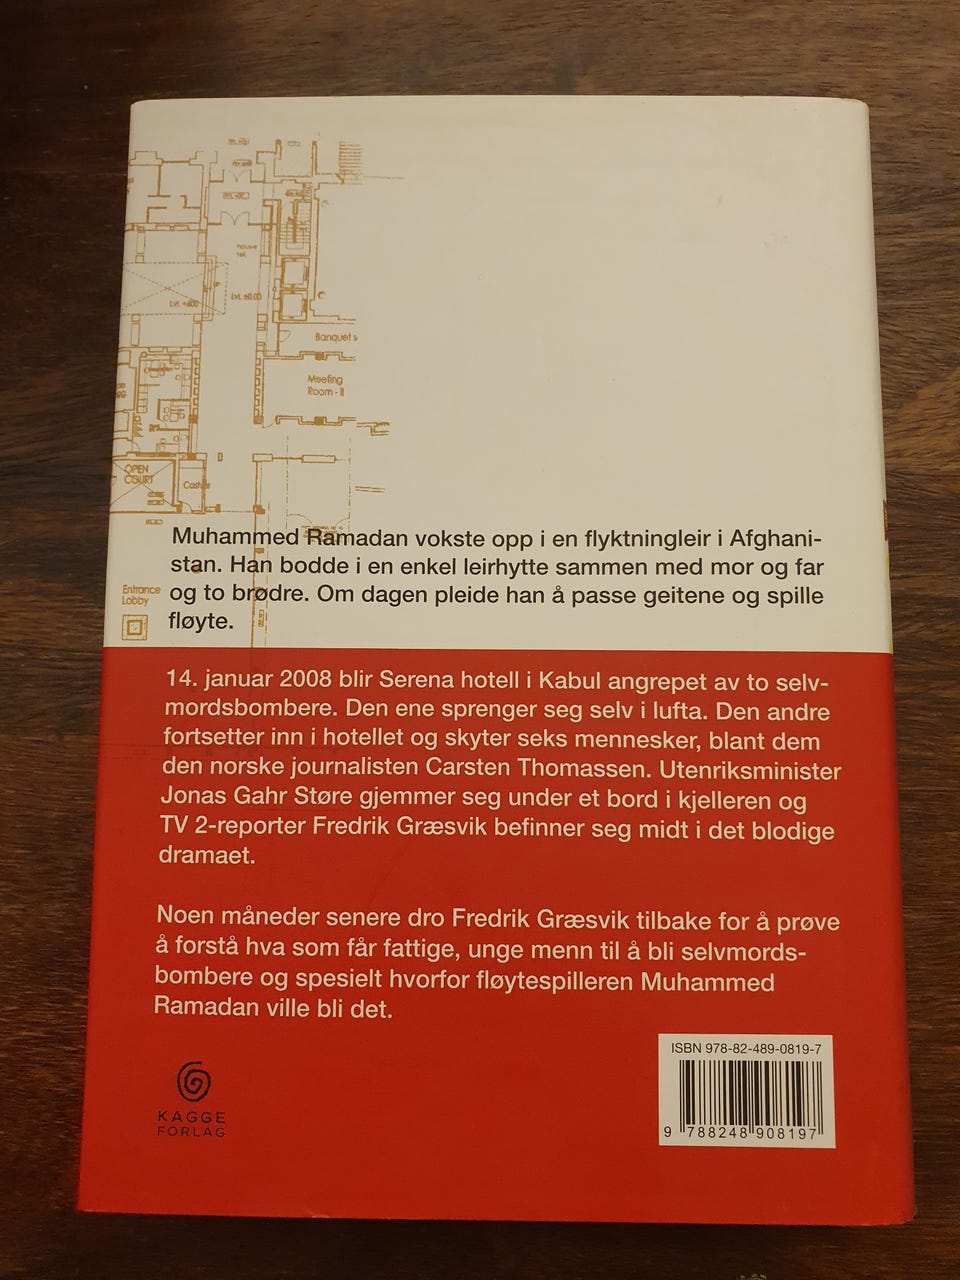 house
tel.
Lvl. +600
Lvl. ±0.00
Banquet s
Meeting
Room - II
OPEN
COURT
Cashier
Entrance
Lobby
Muhammed Ramadan vokste opp i en flyktningleir i Afghani-
stan. Han bodde i en enkel leirhytte sammen med mor og far
og to brødre. Om dagen pleide han å passe geitene og spille
fløyte.
14. januar 2008 blir Serena hotell i Kabul angrepet av to selv-
mordsbombere. Den ene sprenger seg selv i lufta. Den andre
fortsetter inn i hotellet og skyter seks mennesker, blant dem
den norske journalisten Carsten Thomassen. Utenriksminister
Jonas Gahr Støre gjemmer seg under et bord i kjelleren og
TV 2-reporter Fredrik Græsvik befinner seg midt i det blodige
dramaet.
Noen måneder senere dro Fredrik Græsvik tilbake for å prøve
å forstå hva som får fattige, unge menn til å bli selvmords-
bombere og spesielt hvorfor fløytespilleren Muhammed
Ramadan ville bli det.
ISBN 978-82-489-0819-7
9 788248 908197
KAGGE
FORLAG